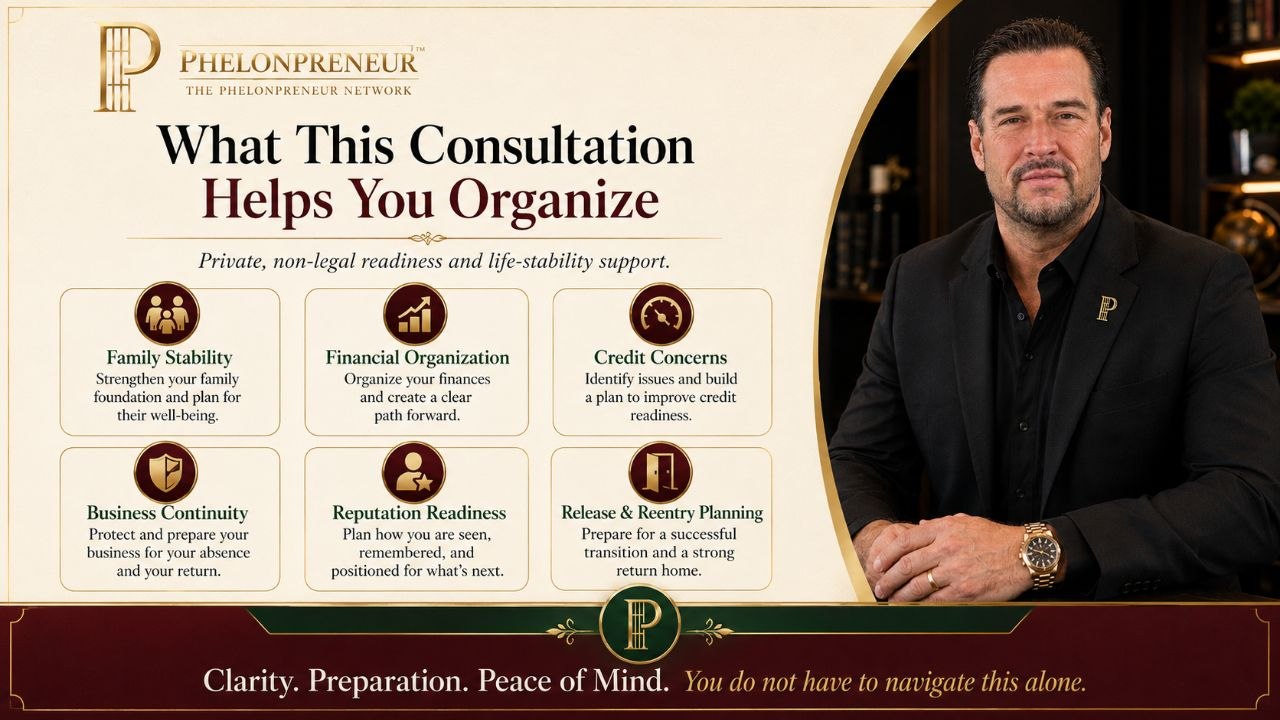 PHELONPRENEUR™
THE PHELONPRENEUR NETWORK
What This Consultation
Helps You Organize
Private, non-legal readiness and life-stability support.
Family Stability
Strengthen your family
foundation and plan for
their well-being.
Financial Organization
Organize your finances
and create a clear
path forward.
Credit Concerns
Identify issues and build
a plan to improve credit
readiness.
Business Continuity
Protect and prepare your
business for your absence
and your return.
Reputation Readiness
Plan how you are seen,
remembered, and
positioned for what's next.
Release & Reentry Planning
Prepare for a successful
transition and a strong
return home.
Clarity. Preparation. Peace of Mind. You do not have to navigate this alone.